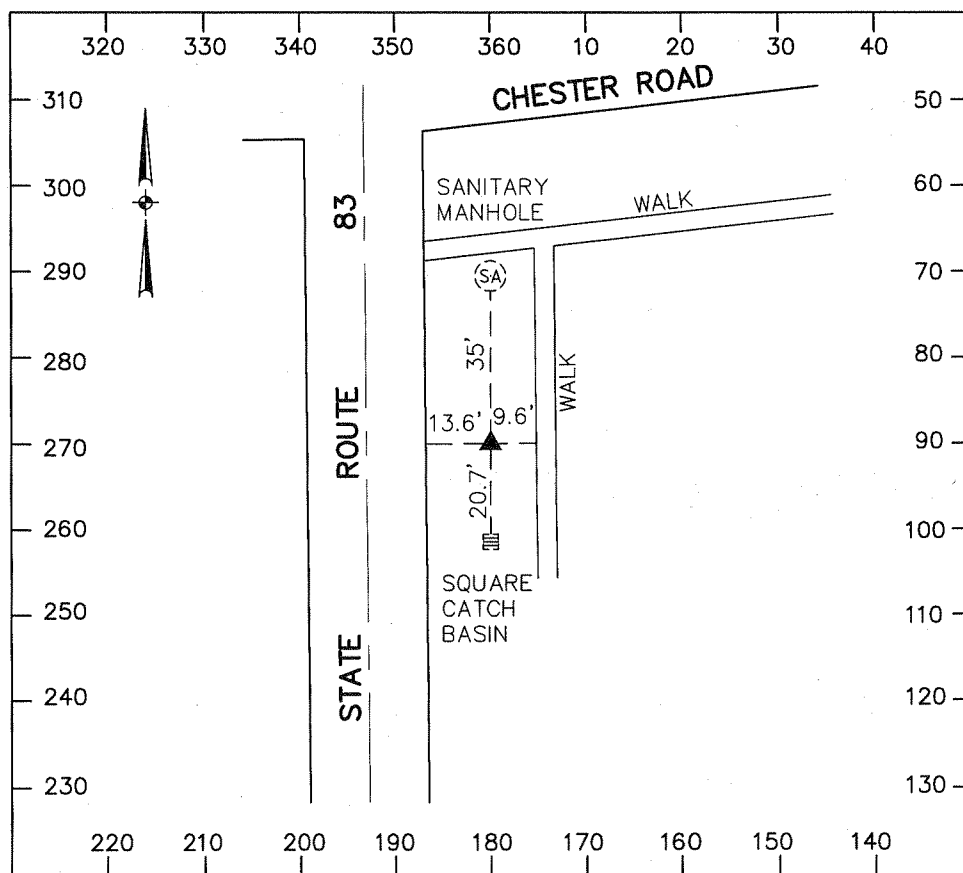 320 330 340 350 360 10 20 30 40
CHESTER ROAD
310 50
300 60
SANITARY
MANHOLE
WALK
83
290 70
SA
280 35' 80
WALK
ROUTE
13.6' 9.6'
270 90
20.7'
260 100
SQUARE
CATCH
BASIN
250 110
STATE
240 120
230 130
220 210 200 190 180 170 160 150 140